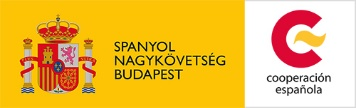 SPANYOL
NAGYKÖVETSÉG
BUDAPEST
cooperación
española